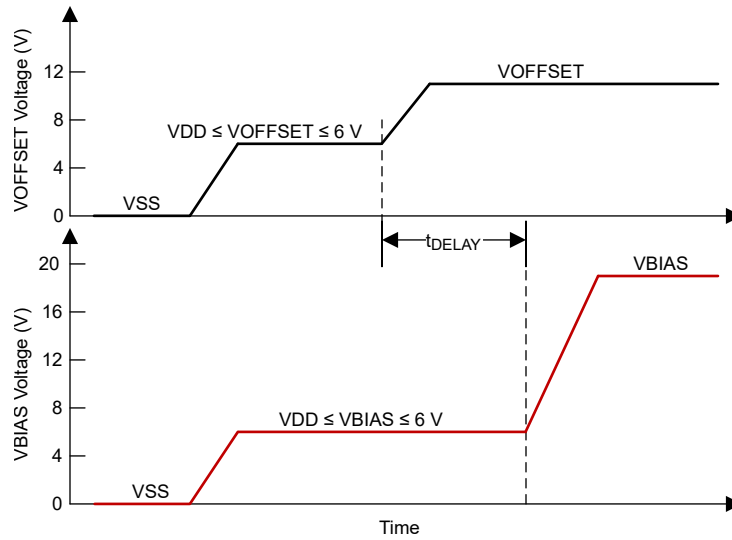 VOFFSET Voltage (V)
12
8
4
0
VSS
VDD ≤ VOFFSET ≤ 6 V
VOFFSET
tDELAY
VBIAS Voltage (V)
20
16
12
8
4
0
VSS
VDD ≤ VBIAS ≤ 6 V
VBIAS
Time